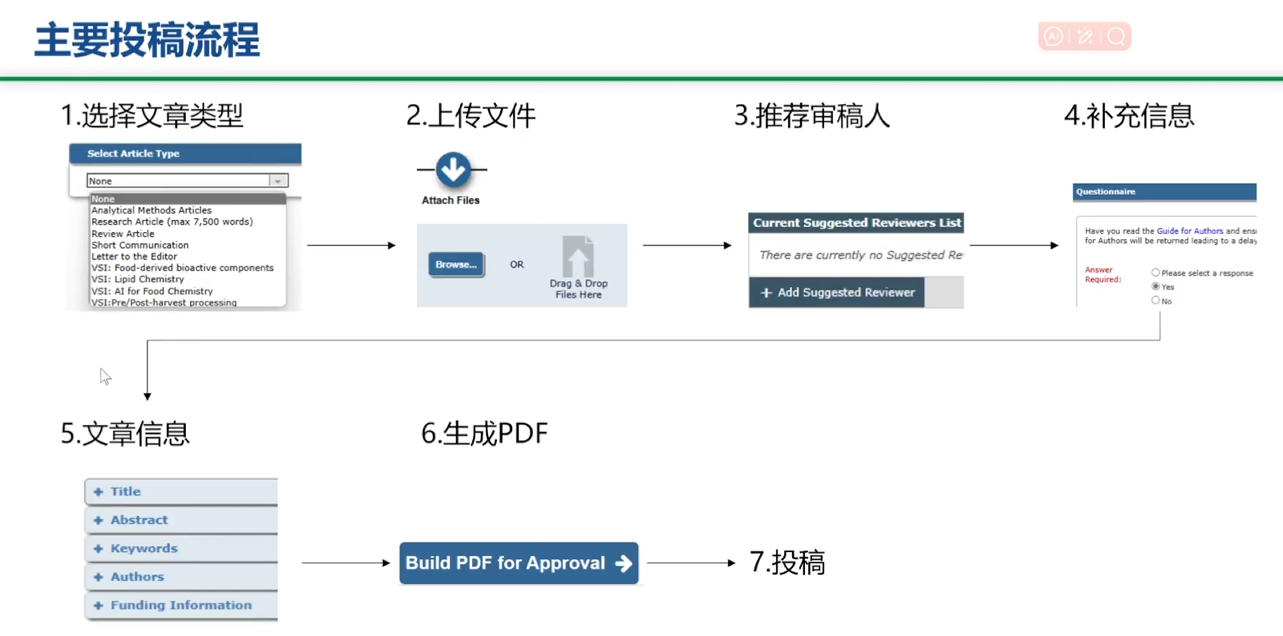 主要投稿流程
AI
1.选择文章类型
Select Article Type
None
None
Analytical Methods Articles
Research Article (max 7,500 words)
Review Article
Short Communication
Letter to the Editor
VSI: Food-derived bioactive components
VSI: Lipid Chemistry
VSI: AI for Food Chemistry
VSI:Pre/Post-harvest processing
2.上传文件
Attach Files
Browse...
OR
Drag & Drop
Files Here
3.推荐审稿人
Current Suggested Reviewers List
There are currently no Suggested Re
+ Add Suggested Reviewer
4.补充信息
Questionnaire
Have you read the Guide for Authors and ens
for Authors will be returned leading to a delay
Answer
Required:
Please select a response
Yes
No
5.文章信息
+ Title
+ Abstract
+ Keywords
+ Authors
+ Funding Information
6.生成PDF
Build PDF for Approval
7.投稿